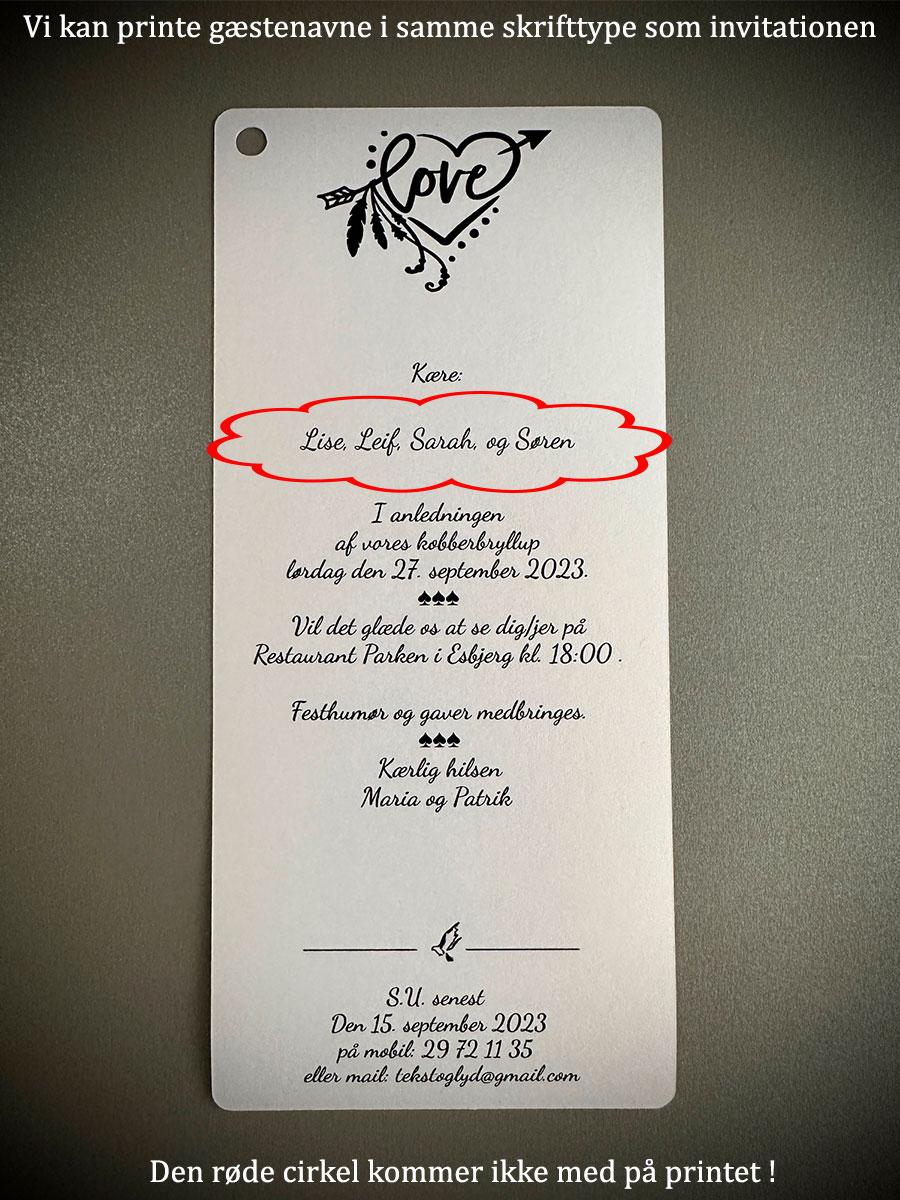 Vi kan printe gæstenavne i samme skrifttype som invitationen
love
Kære:
Lise, Leif, Sarah, og Søren
I anledningen
af vores kobberbryllup
lørdag den 27. september 2023.
♠♠♠
Vil det glæde os at se dig/jer på
Restaurant Parken i Esbjerg kl. 18:00 .
Festhumør og gaver medbringes.
♠♠♠
Kærlig hilsen
Maria og Patrik
S.U. senest
Den 15. september 2023
på mobil: 29 72 11 35
eller mail: tekstoglyd@gmail.com
Den røde cirkel kommer ikke med på printet !